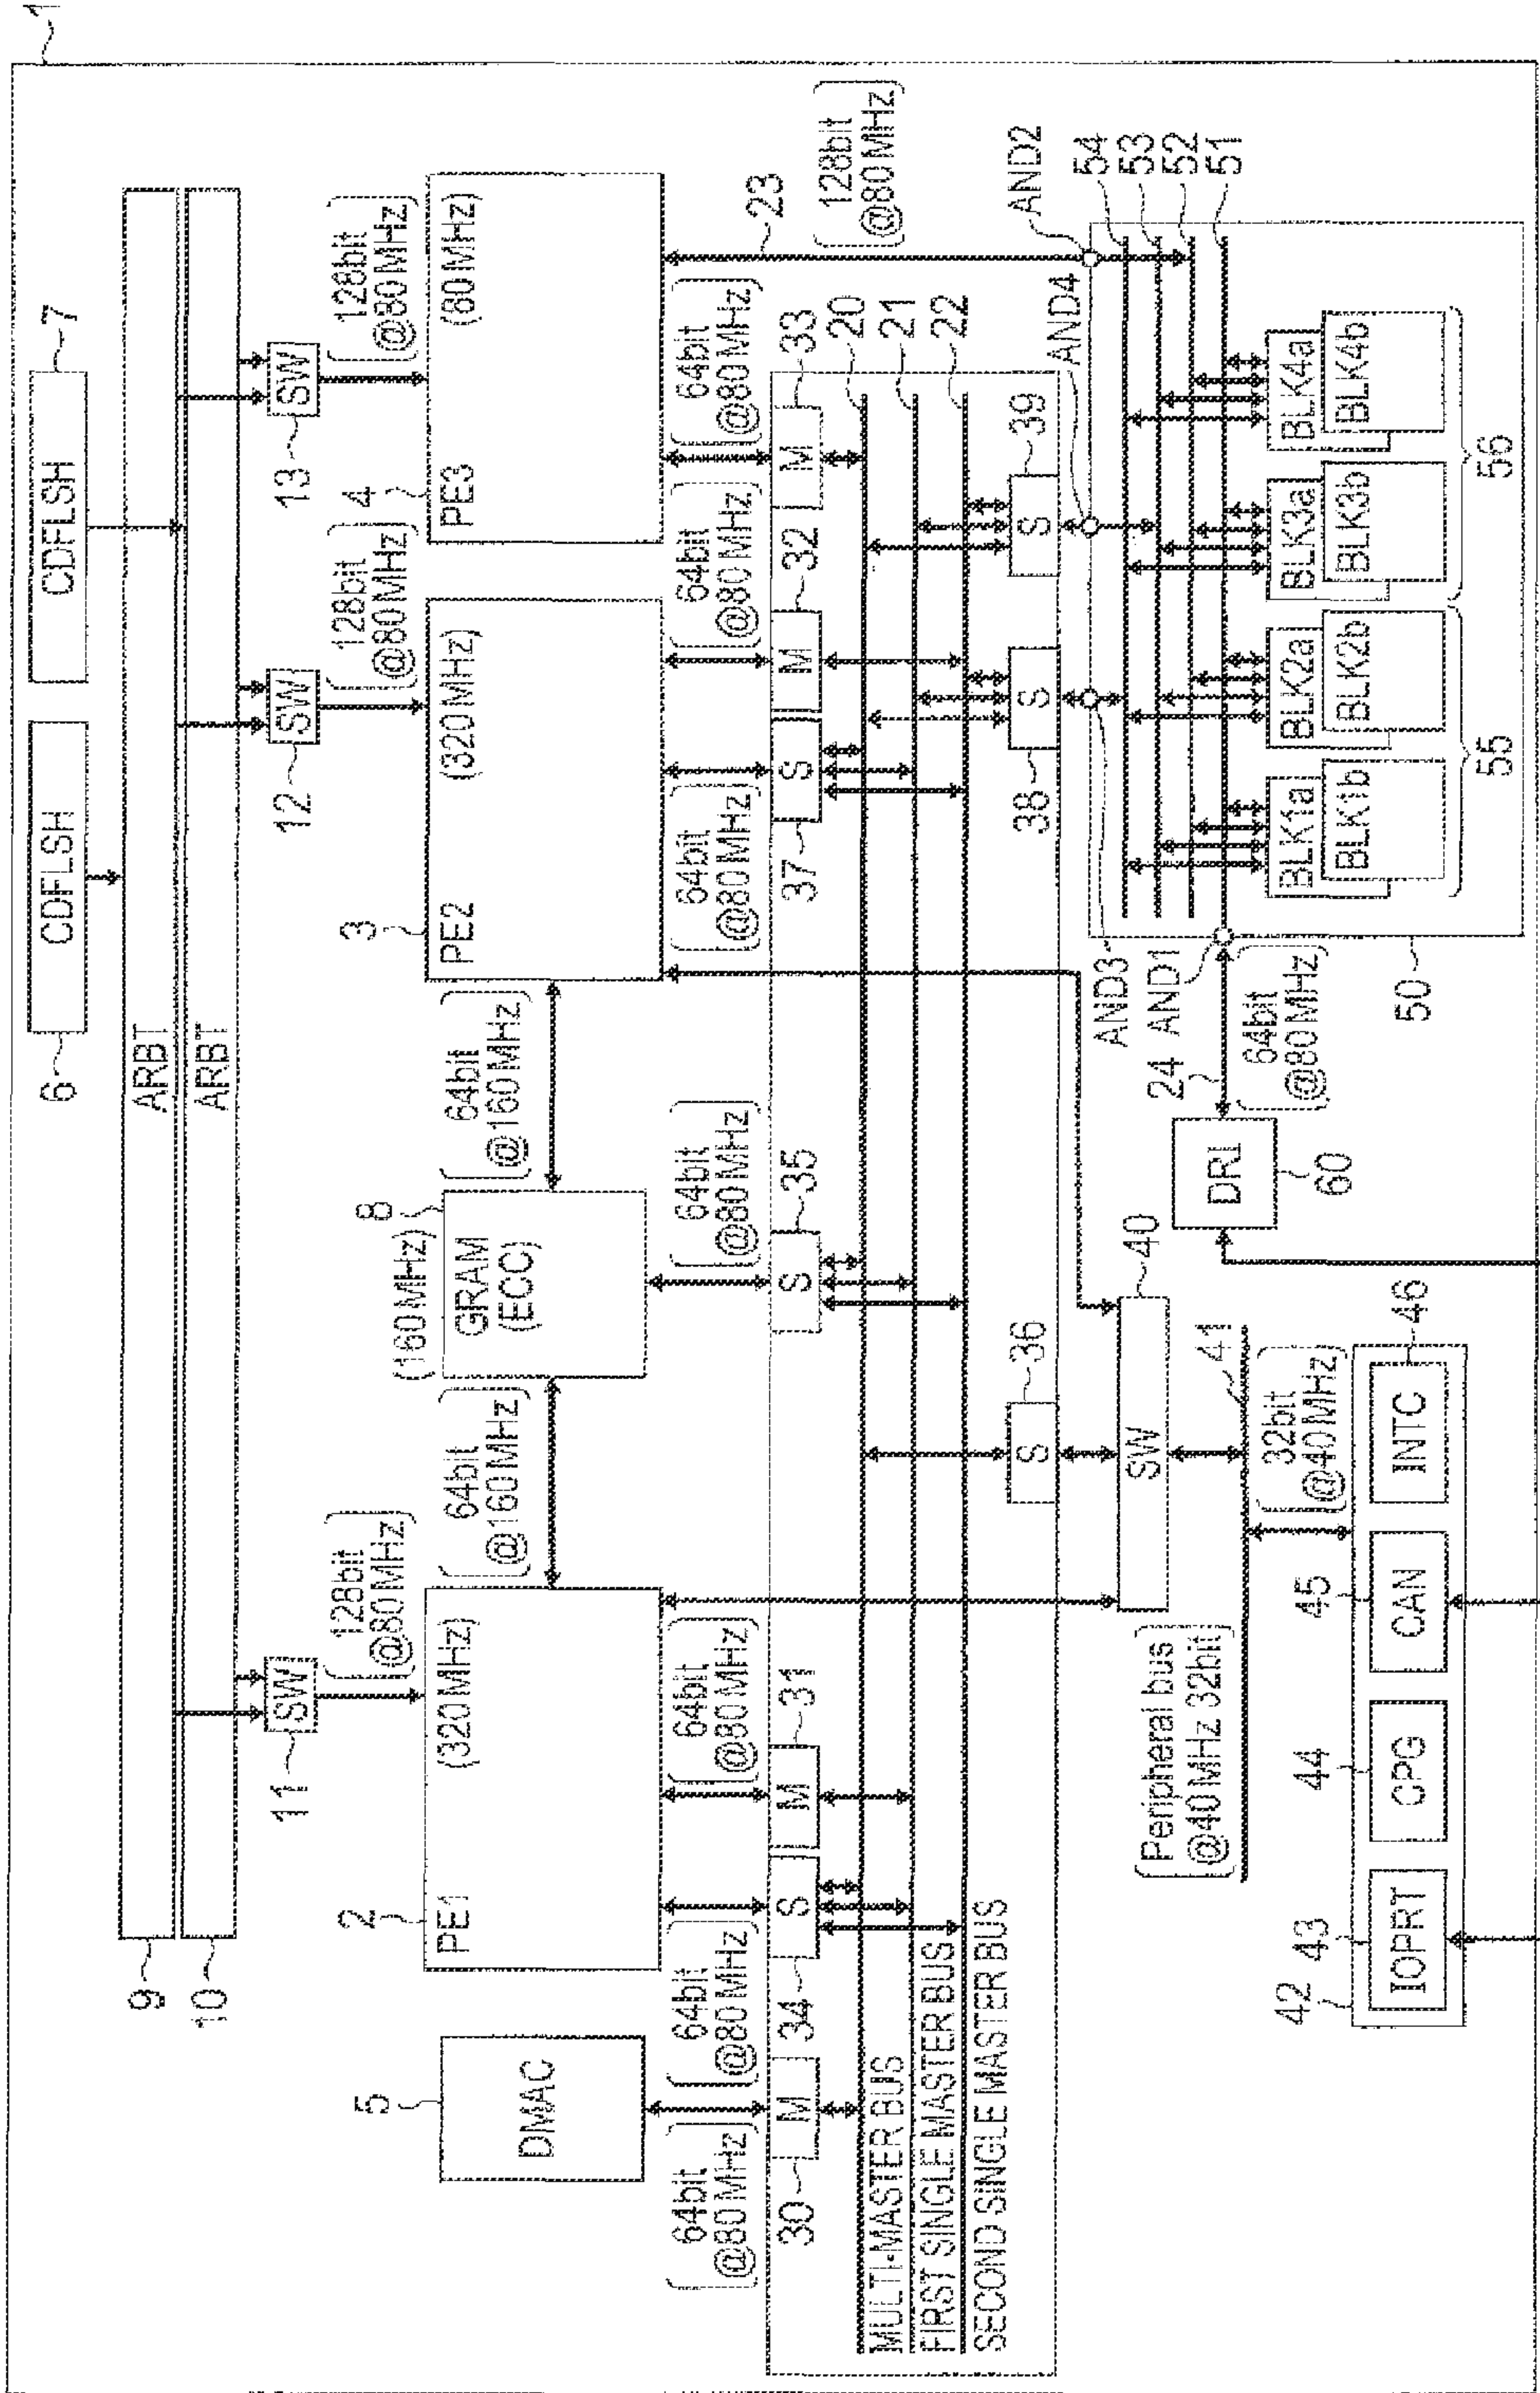 1
CDFLSH
6
CDFLSH
7
9
ARBT
10
ARBT
11
SW
128bit
@80MHz
12
SW
128bit
@80MHz
13
SW
128bit
@80MHz
5
DMAC
2
PE1
(320MHz)
64bit
@160MHz
8
(160MHz)
GRAM
(ECC)
64bit
@160MHz
3
PE2
(320MHz)
4
PE3
(80MHz)
64bit
@80MHz
64bit
@80MHz
64bit
@80MHz
64bit
@80MHz
64bit
@80MHz
64bit
@80MHz
64bit
@80MHz
23
128bit
@80MHz
30
M
34
S
M
31
S
35
37
S
M
32
M
33
MULTI-MASTER BUS
20
FIRST SINGLE MASTER BUS
21
SECOND SINGLE MASTER BUS
22
S
36
38
S
S
39
AND3
AND4
AND2
Peripheral bus
@40MHz 32bit
SW
40
41
32bit
@40MHz
DRI
60
24
AND1
64bit
@80MHz
54
53
52
51
42
43
IOPRT
44
CPG
45
CAN
INTC
46
50
BLK1a
BLK1b
BLK2a
BLK2b
BLK3a
BLK3b
BLK4a
BLK4b
55
56